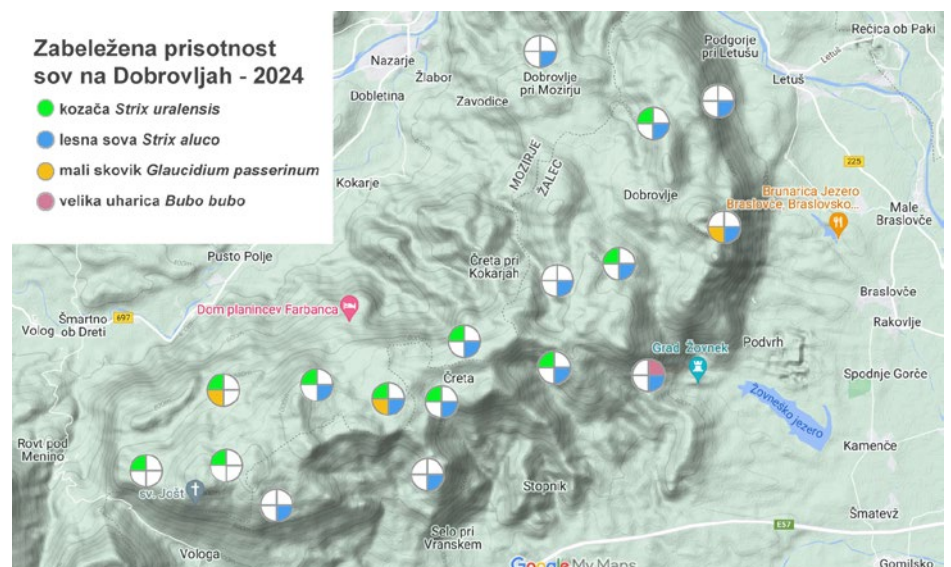 Zabeležena prisotnost
sov na Dobrovljah - 2024
kozača Strix uralensis
lesna sova Strix aluco
mali skovik Glaucidium passerinum
velika uharica Bubo bubo
Nazarje
Žlabor
Dobletina
Zavodice
Dobrovlje
pri Mozirju
Podgorje
pri Letušu
Rečica ob Paki
Letuš
Letuš
MOZIRJE
ŽALEC
Kokarje
Dobrovlje
225
Brunarica Jezero
Braslovče, Braslovsko...
Male
Braslovče
Pusto Polje
Čreta pri
Kokarjah
Dom planincev Farbanca
Braslovče
Rakovlje
Volog
Šmartno
ob Dreti
697
Grad Žovnek
Podvrh
Čreta
Spodnje Gorče
Žovneško jezero
Rovt pod
Menino
Kamenče
sv. Jošt
Stopnik
Šmatevž
Selo pri
Vranskem
E57
Vologa
Google My Maps
Gomilsko